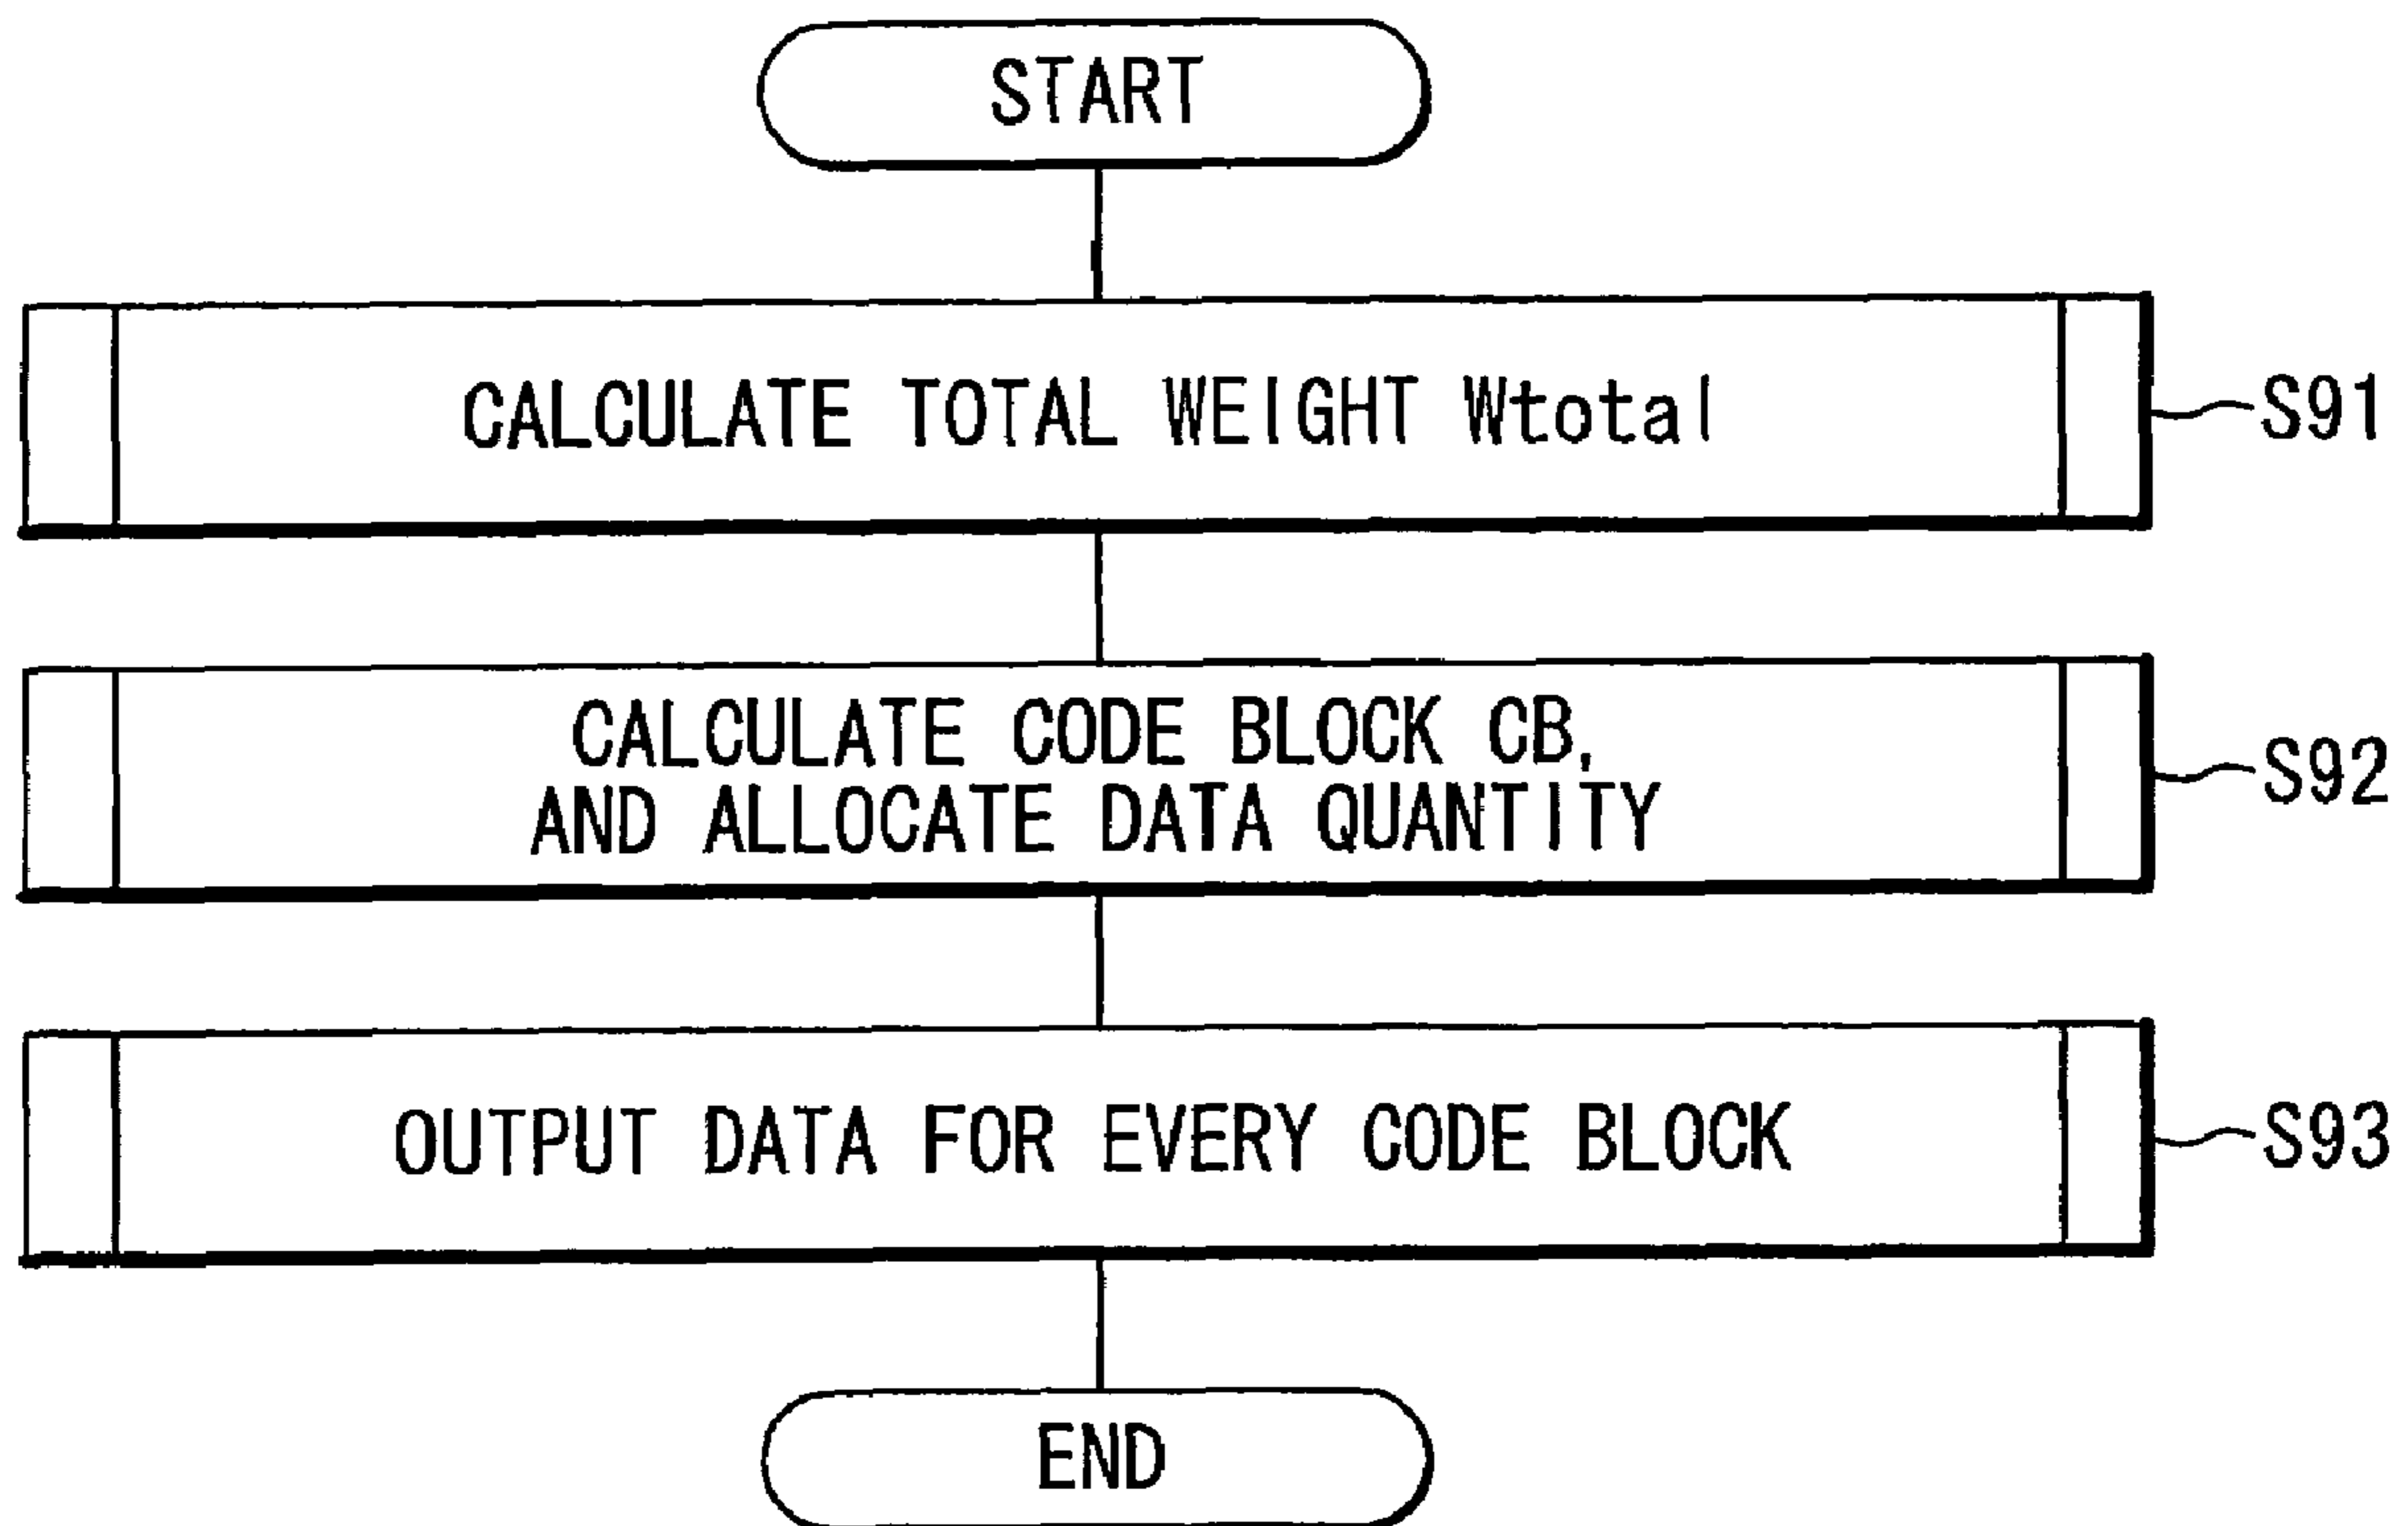 START
CALCULATE TOTAL WEIGHT Wtotal
S91
CALCULATE CODE BLOCK CB,
AND ALLOCATE DATA QUANTITY
S92
OUTPUT DATA FOR EVERY CODE BLOCK
S93
END